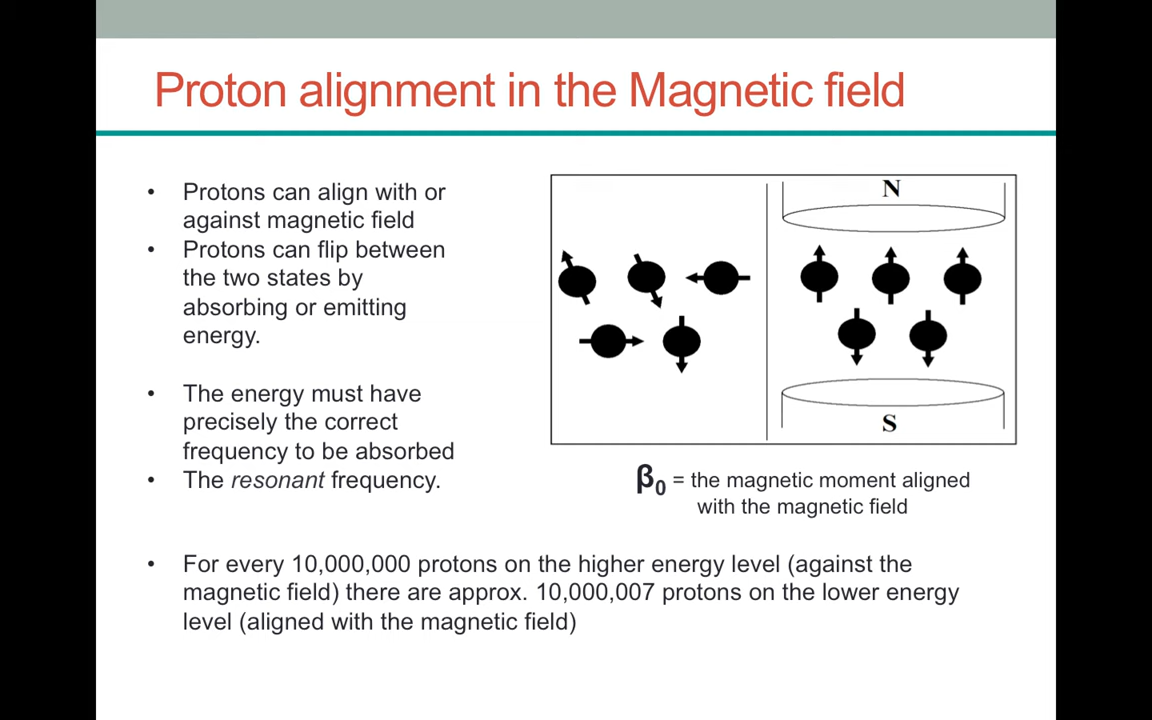 Proton alignment in the Magnetic field
• Protons can align with or
against magnetic field
• Protons can flip between
the two states by
absorbing or emitting
energy.
• The energy must have
precisely the correct
frequency to be absorbed
• The resonant frequency.
N
S
β₀ = the magnetic moment aligned
with the magnetic field
• For every 10,000,000 protons on the higher energy level (against the
magnetic field) there are approx. 10,000,007 protons on the lower energy
level (aligned with the magnetic field)